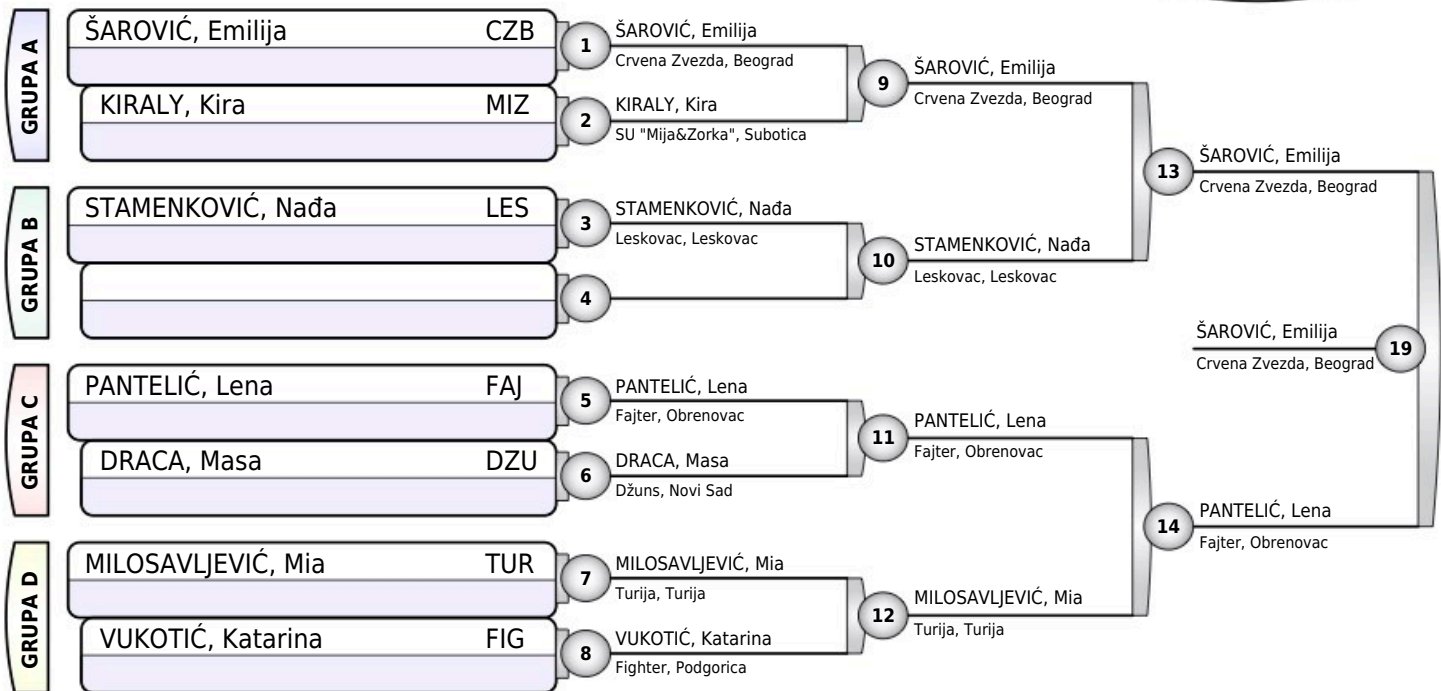 GRUPA A
ŠAROVIĆ, Emilija CZB
KIRALY, Kira MIZ
1
ŠAROVIĆ, Emilija
Crvena Zvezda, Beograd
2
KIRALY, Kira
SU "Mija&Zorka", Subotica
9
ŠAROVIĆ, Emilija
Crvena Zvezda, Beograd
GRUPA B
STAMENKOVIĆ, Nađa LES
3
STAMENKOVIĆ, Nađa
Leskovac, Leskovac
4
10
STAMENKOVIĆ, Nađa
Leskovac, Leskovac
13
ŠAROVIĆ, Emilija
Crvena Zvezda, Beograd
GRUPA C
PANTELIĆ, Lena FAJ
DRACA, Masa DZU
5
PANTELIĆ, Lena
Fajter, Obrenovac
6
DRACA, Masa
Džuns, Novi Sad
11
PANTELIĆ, Lena
Fajter, Obrenovac
GRUPA D
MILOSAVLJEVIĆ, Mia TUR
VUKOTIĆ, Katarina FIG
7
MILOSAVLJEVIĆ, Mia
Turija, Turija
8
VUKOTIĆ, Katarina
Fighter, Podgorica
12
MILOSAVLJEVIĆ, Mia
Turija, Turija
14
PANTELIĆ, Lena
Fajter, Obrenovac
ŠAROVIĆ, Emilija
Crvena Zvezda, Beograd
19